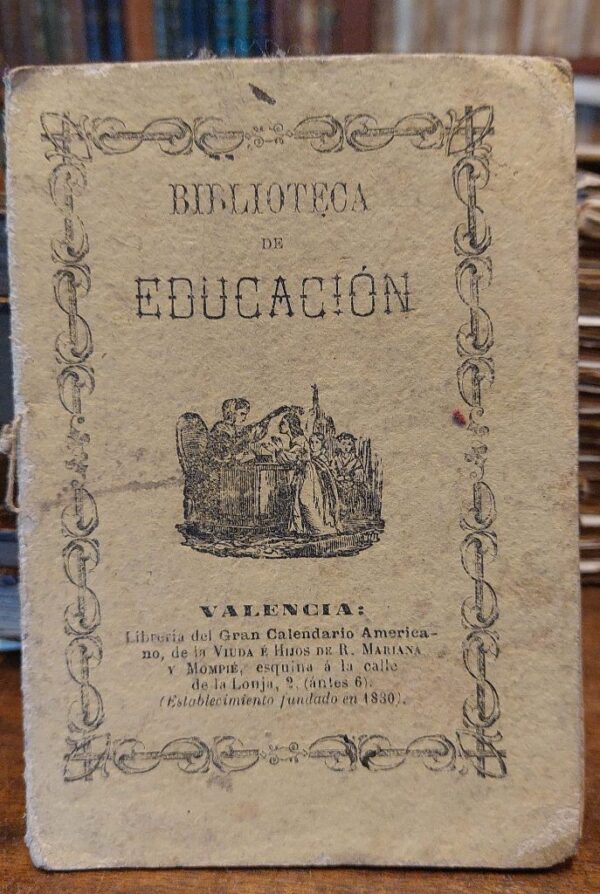 BIBLIOTECA
DE
EDUCACIÓN
VALENCIA:
Librería del Gran Calendario America-
no, de la VIUDA É HIJOS DE R. MARIANA
Y MOMPIÉ, esquina á la calle
de la Lonja, 2, (ántes 6).
(Establecimiento fundado en 1830).